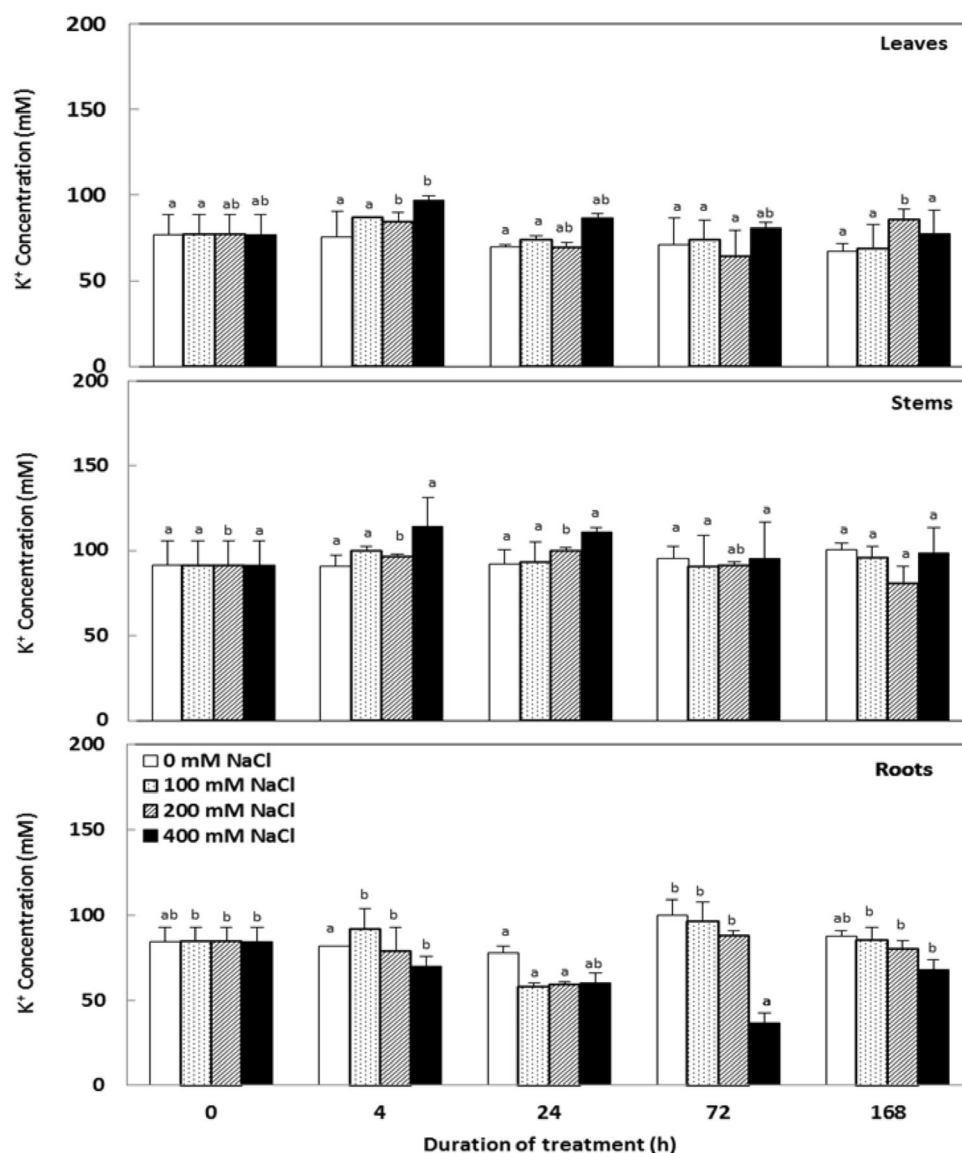 200
Leaves
150
100
50
0
K⁺ Concentration (mM)
a a ab ab
a a b b
a a ab ab
a a a ab
a a b a
200
Stems
150
100
50
0
K⁺ Concentration (mM)
a a b a
a a b a
a a b a
a a ab a
a a a a
200
Roots
150
100
50
0
K⁺ Concentration (mM)
0 mM NaCl
100 mM NaCl
200 mM NaCl
400 mM NaCl
ab b b b
a b b b
a a a ab
b b b a
ab b b b
0 4 24 72 168
Duration of treatment (h)